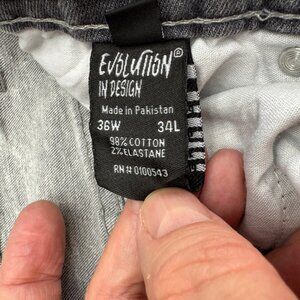 EVOLUTION ®
IN DESIGN
Made in Pakistan
36W 34L
98% COTTON
2% ELASTANE
RN# 0100543